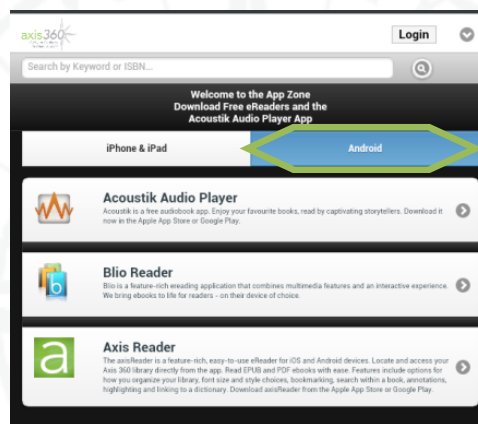 axis360
Login
Search by Keyword or ISBN...
Welcome to the App Zone
Download Free eReaders and the
Acoustik Audio Player App
iPhone & iPad
Android
Acoustik Audio Player
Acoustik is a free audiobook app. Enjoy your favourite books, read by captivating storytellers. Download it
now in the Apple App Store or Google Play.
Blio Reader
Blio is a feature-rich ereading application that combines multimedia features and an interactive experience.
We bring ebooks to life for readers - on their device of choice.
Axis Reader
The axisReader is a feature-rich, easy-to-use eReader for iOS and Android devices. Locate and access your
Axis 360 library directly from the app. Read EPUB and PDF ebooks with ease. Features include options for
how you organize your library, font size and style choices, bookmarking, search within a book, annotations,
highlighting and linking to a dictionary. Download axisReader from the Apple App Store or Google Play.